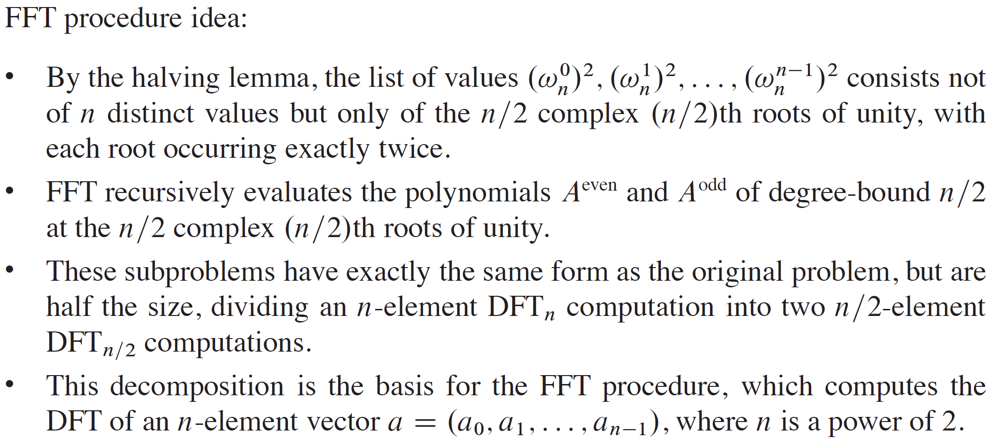 FFT procedure idea:
• By the halving lemma, the list of values $(\omega_n^0)^2, (\omega_n^1)^2, \ldots, (\omega_n^{n-1})^2$ consists not
of $n$ distinct values but only of the $n/2$ complex $(n/2)$th roots of unity, with
each root occurring exactly twice.
• FFT recursively evaluates the polynomials $A^{\text{even}}$ and $A^{\text{odd}}$ of degree-bound $n/2$
at the $n/2$ complex $(n/2)$th roots of unity.
• These subproblems have exactly the same form as the original problem, but are
half the size, dividing an $n$-element $\text{DFT}_n$ computation into two $n/2$-element
$\text{DFT}_{n/2}$ computations.
• This decomposition is the basis for the FFT procedure, which computes the
DFT of an $n$-element vector $a = (a_0, a_1, \ldots, a_{n-1})$, where $n$ is a power of 2.